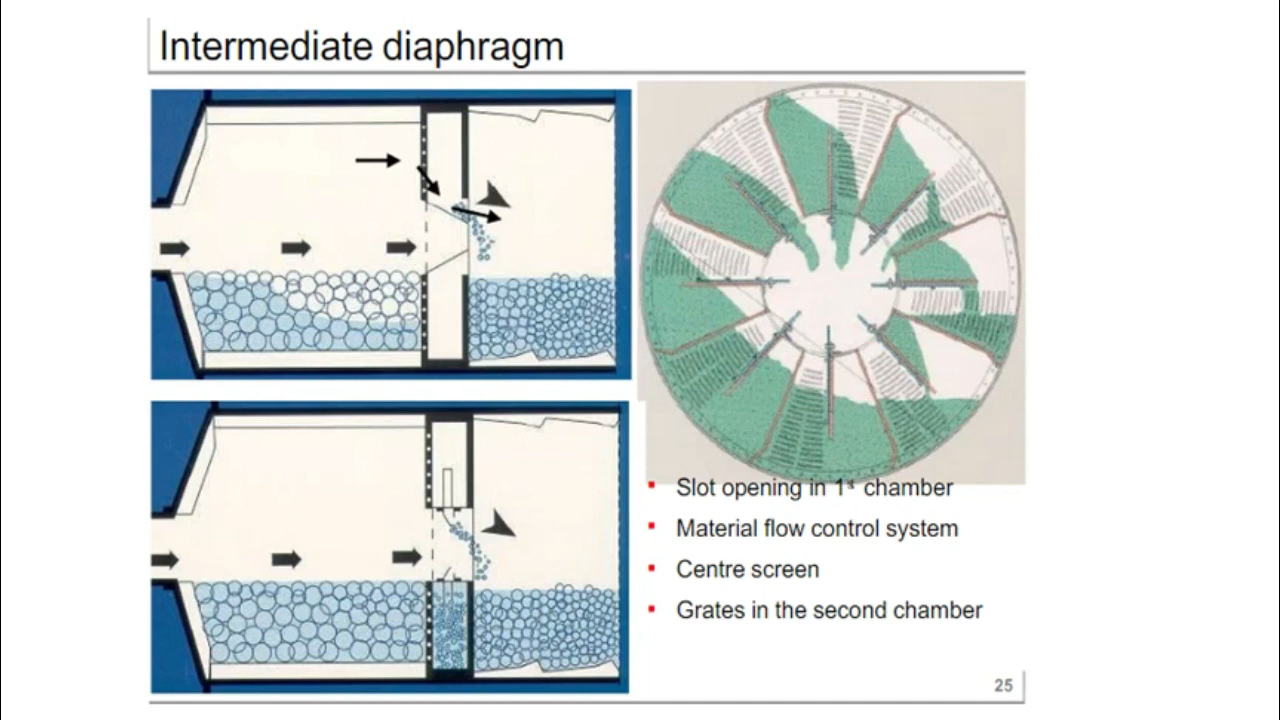 Intermediate diaphragm
Slot opening in 1st chamber
Material flow control system
Centre screen
Grates in the second chamber
25